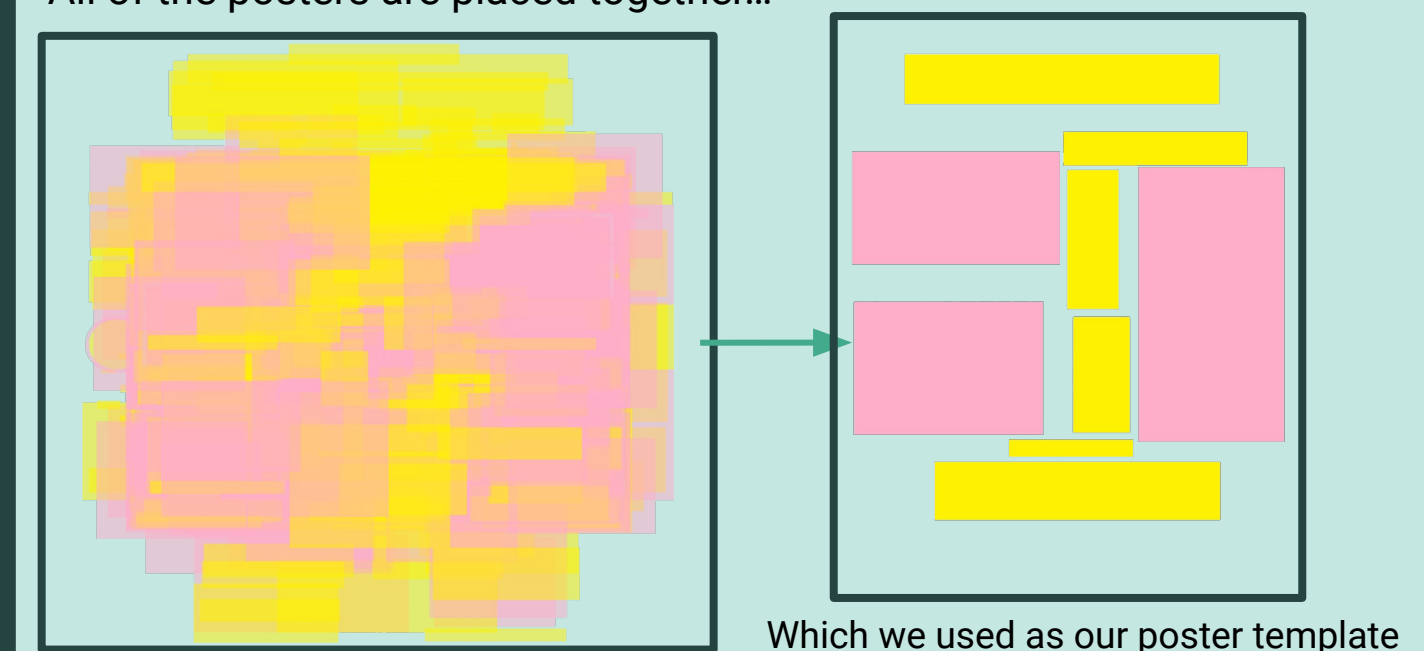 All of the posters are placed together...
Which we used as our poster template